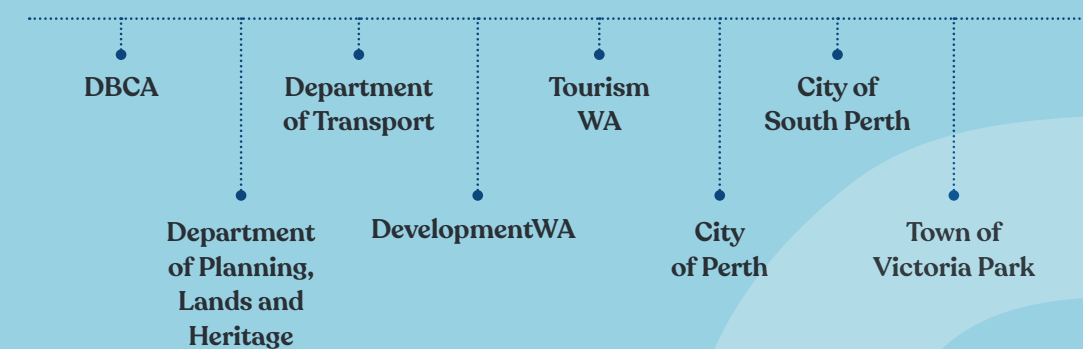 DBCA
Department
of Transport
Tourism
WA
City of
South Perth
Department
of Planning,
Lands and
Heritage
DevelopmentWA
City
of Perth
Town of
Victoria Park